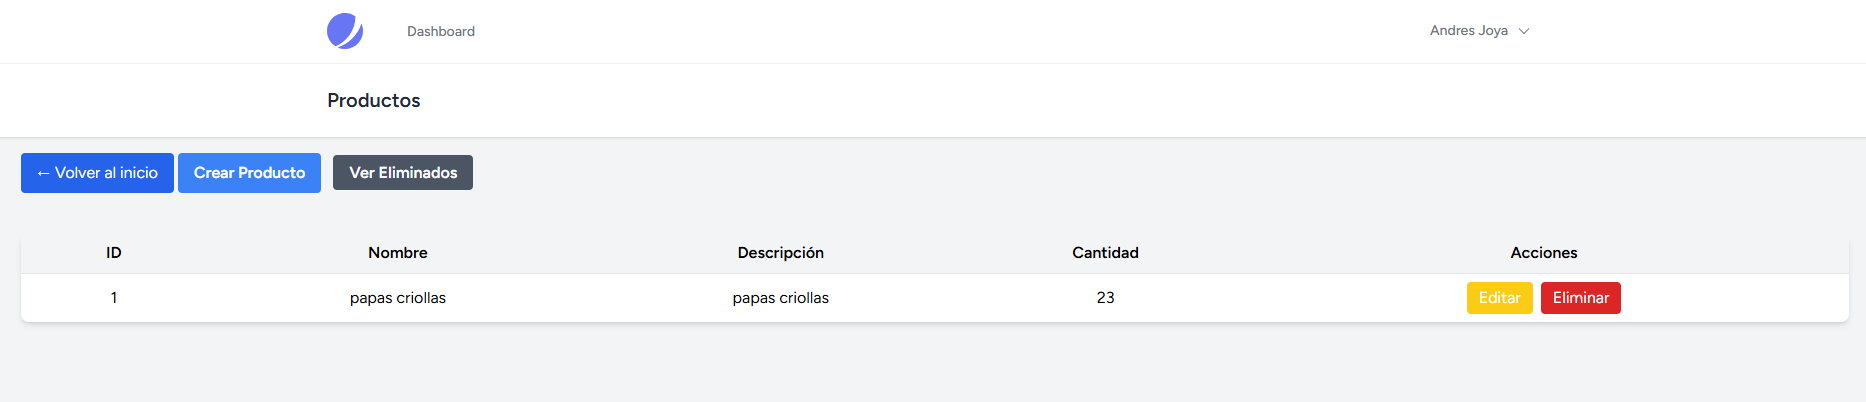 Dashboard
Andres Joya
Productos
← Volver al inicio
Crear Producto
Ver Eliminados
ID Nombre Descripción Cantidad Acciones
1 papas criollas papas criollas 23 Editar Eliminar